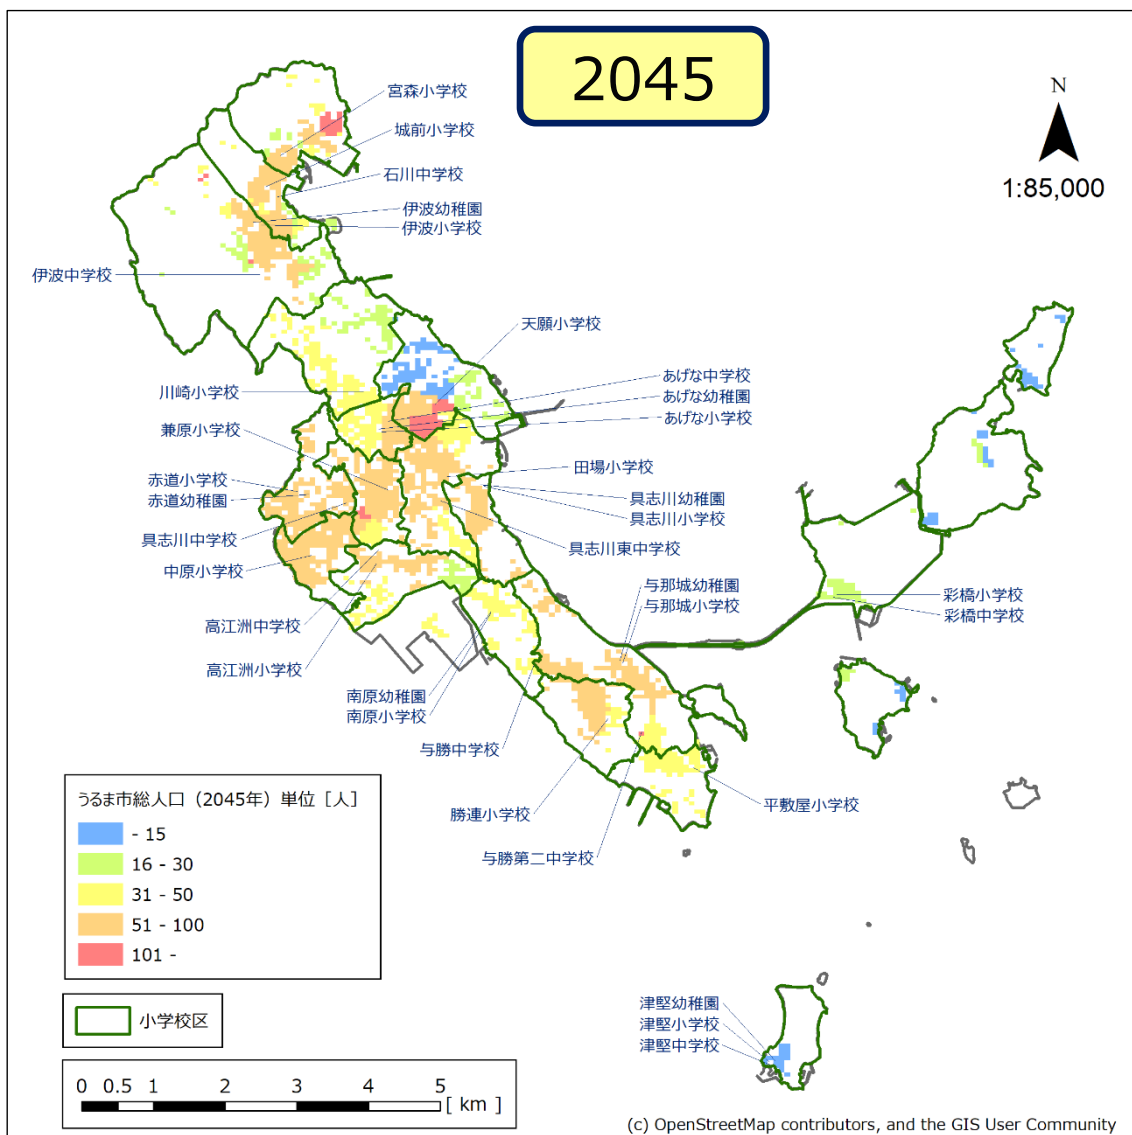 2045
N
1:85,000
宮森小学校
城前小学校
石川中学校
伊波幼稚園
伊波小学校
伊波中学校
天願小学校
あげな中学校
あげな幼稚園
あげな小学校
川崎小学校
兼原小学校
田場小学校
赤道小学校
赤道幼稚園
具志川幼稚園
具志川小学校
具志川中学校
具志川東中学校
中原小学校
与那城幼稚園
与那城小学校
彩橋小学校
彩橋中学校
高江洲中学校
高江洲小学校
南原幼稚園
南原小学校
与勝中学校
平敷屋小学校
勝連小学校
与勝第二中学校
うるま市総人口（2045年）単位［人］
- 15
16 - 30
31 - 50
51 - 100
101 -
小学校区
津堅幼稚園
津堅小学校
津堅中学校
0 0.5 1 2 3 4 5
[ km ]
(c) OpenStreetMap contributors, and the GIS User Community